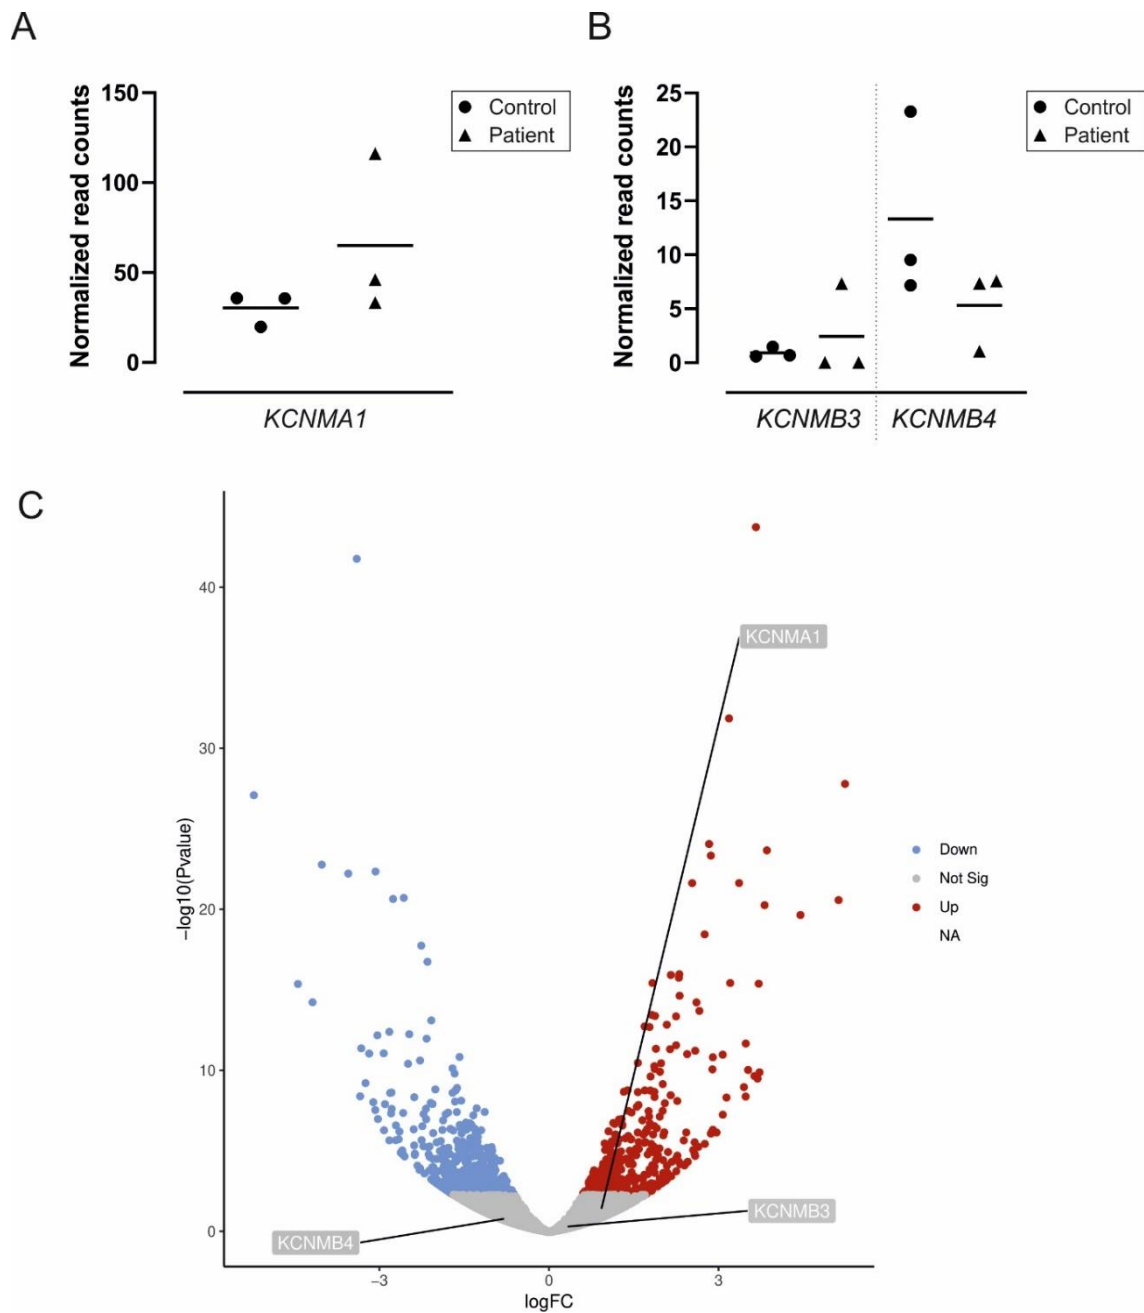 A
Normalized read counts
150
100
50
0
Control
Patient
KCNMA1
B
Normalized read counts
25
20
15
10
5
0
Control
Patient
KCNMB3
KCNMB4
C
-log10(Pvalue)
40
30
20
10
0
KCNMA1
KCNMB3
KCNMB4
Down
Not Sig
Up
NA
−3
0
3
logFC